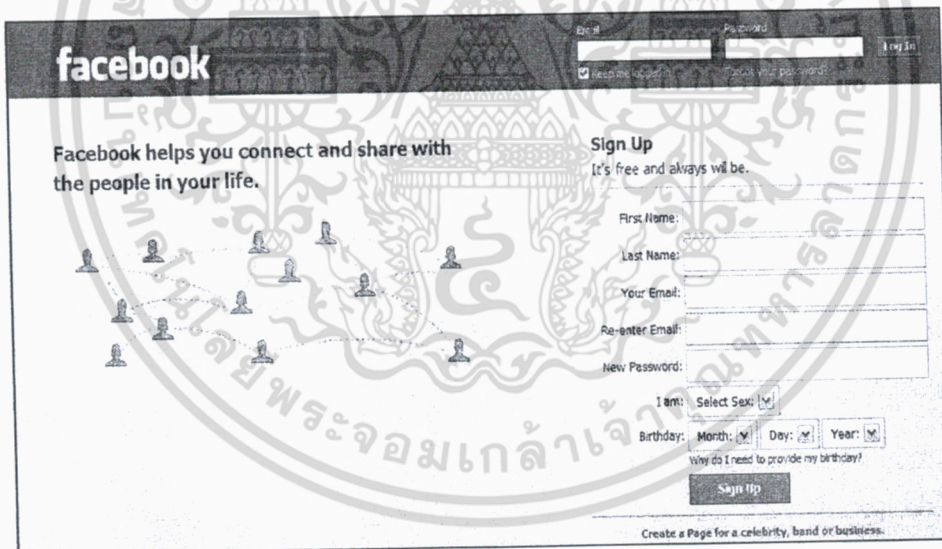 facebook
Email
Password
Log In
Keep me logged in
Forgot your password?
Facebook helps you connect and share with
the people in your life.
Sign Up
It's free and always will be.
First Name:
Last Name:
Your Email:
Re-enter Email:
New Password:
I am: Select Sex:
Birthday: Month: Day: Year:
Why do I need to provide my birthday?
Sign Up
Create a Page for a celebrity, band or business.